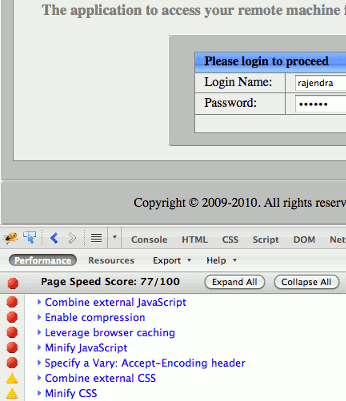 The application to access your remote machine f
Please login to proceed
Login Name: rajendra
Password: ••••••
Copyright © 2009-2010. All rights reserv
Console HTML CSS Script DOM Net
Performance Resources Export Help
Page Speed Score: 77/100 Expand All Collapse All
Combine external JavaScript
Enable compression
Leverage browser caching
Minify JavaScript
Specify a Vary: Accept-Encoding header
Combine external CSS
Minify CSS